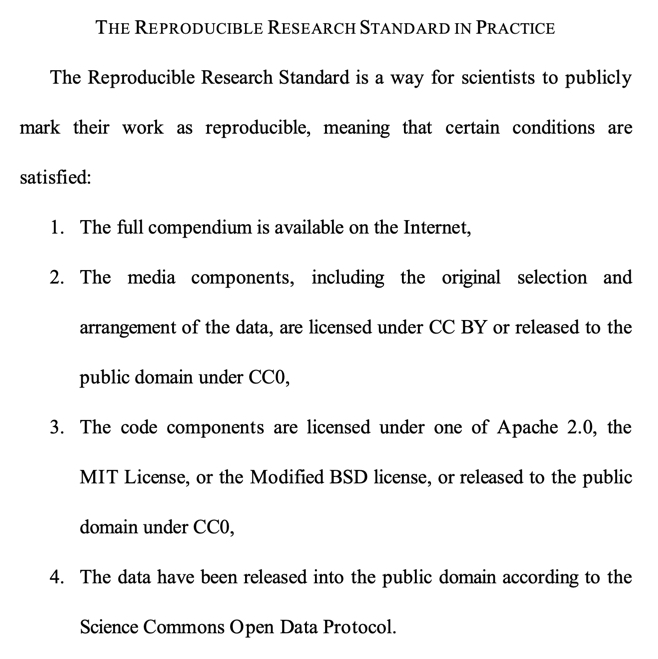 THE REPRODUCIBLE RESEARCH STANDARD IN PRACTICE
The Reproducible Research Standard is a way for scientists to publicly
mark their work as reproducible, meaning that certain conditions are
satisfied:
1. The full compendium is available on the Internet,
2. The media components, including the original selection and
arrangement of the data, are licensed under CC BY or released to the
public domain under CC0,
3. The code components are licensed under one of Apache 2.0, the
MIT License, or the Modified BSD license, or released to the public
domain under CC0,
4. The data have been released into the public domain according to the
Science Commons Open Data Protocol.